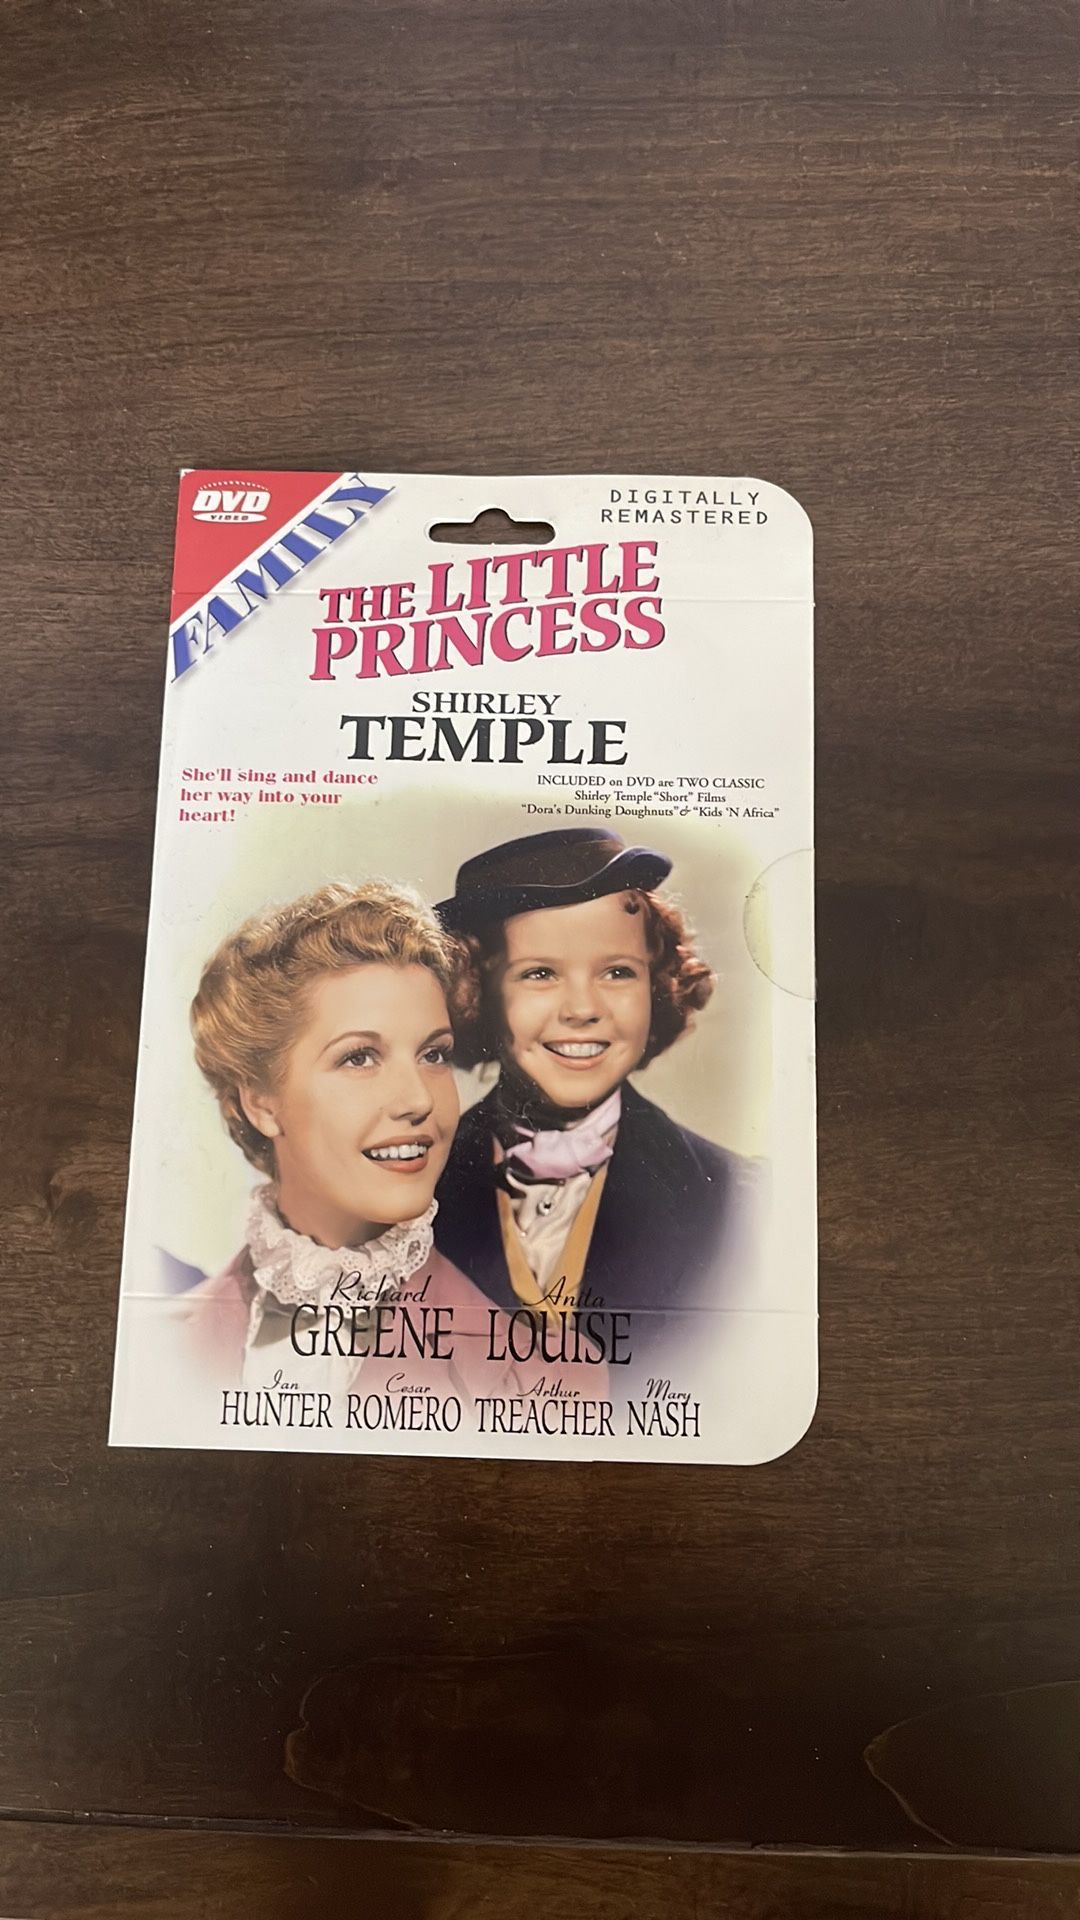 DVD
VIDEO
FAMILY
DIGITALLY
REMASTERED
THE LITTLE
PRINCESS
SHIRLEY
TEMPLE
She'll sing and dance
her way into your
heart!
INCLUDED on DVD are TWO CLASSIC
Shirley Temple "Short" Films
"Dora's Dunking Doughnuts" & "Kids 'N Africa"
Richard Anita
GREENE LOUISE
Ian Cesar Arthur Mary
HUNTER ROMERO TREACHER NASH